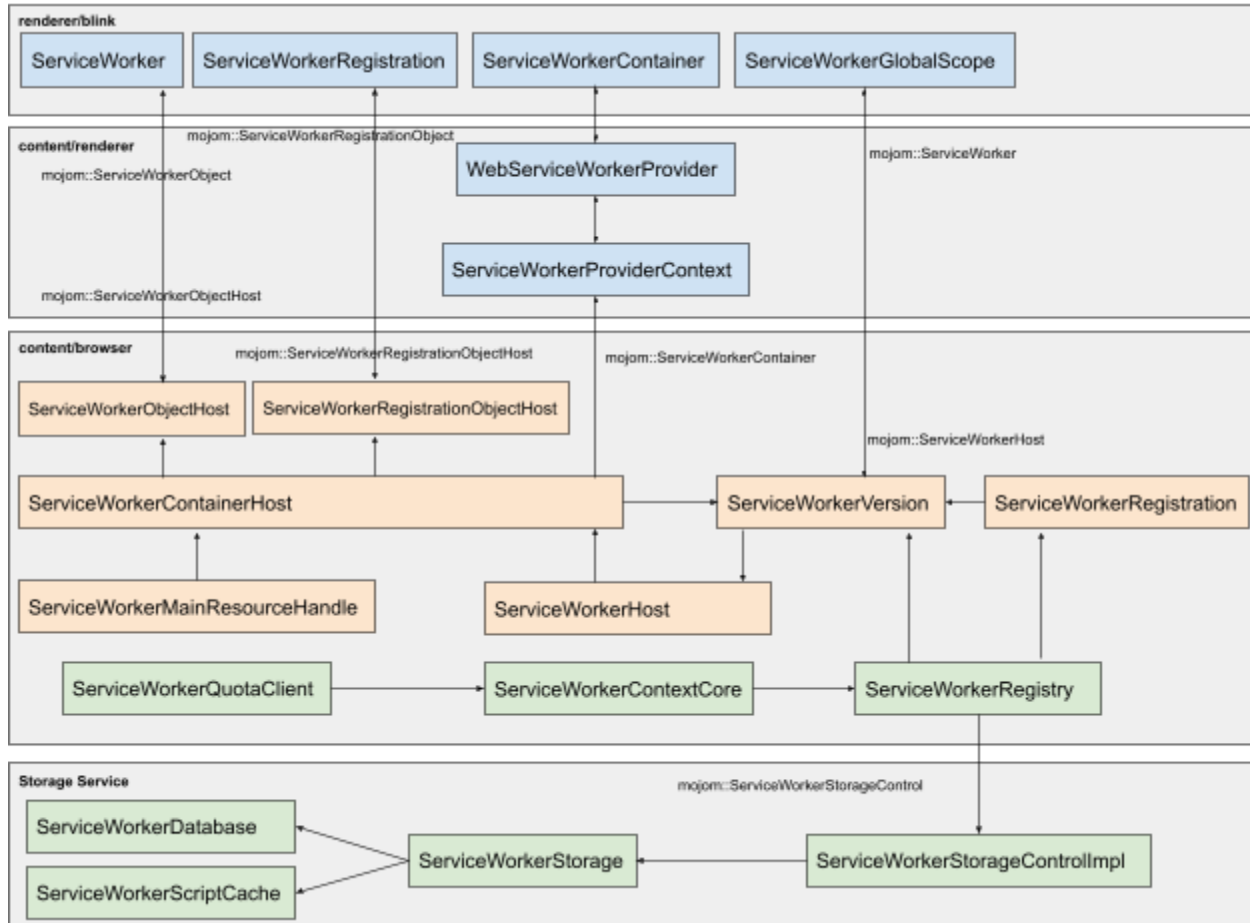 renderer/blink
ServiceWorker
ServiceWorkerRegistration
ServiceWorkerContainer
ServiceWorkerGlobalScope
content/renderer
mojom::ServiceWorkerRegistrationObject
mojom::ServiceWorker
mojom::ServiceWorkerObject
WebServiceWorkerProvider
ServiceWorkerProviderContext
mojom::ServiceWorkerObjectHost
content/browser
mojom::ServiceWorkerRegistrationObjectHost
mojom::ServiceWorkerContainer
ServiceWorkerObjectHost
ServiceWorkerRegistrationObjectHost
mojom::ServiceWorkerHost
ServiceWorkerContainerHost
ServiceWorkerVersion
ServiceWorkerRegistration
ServiceWorkerMainResourceHandle
ServiceWorkerHost
ServiceWorkerQuotaClient
ServiceWorkerContextCore
ServiceWorkerRegistry
Storage Service
mojom::ServiceWorkerStorageControl
ServiceWorkerDatabase
ServiceWorkerStorage
ServiceWorkerStorageControlImpl
ServiceWorkerScriptCache